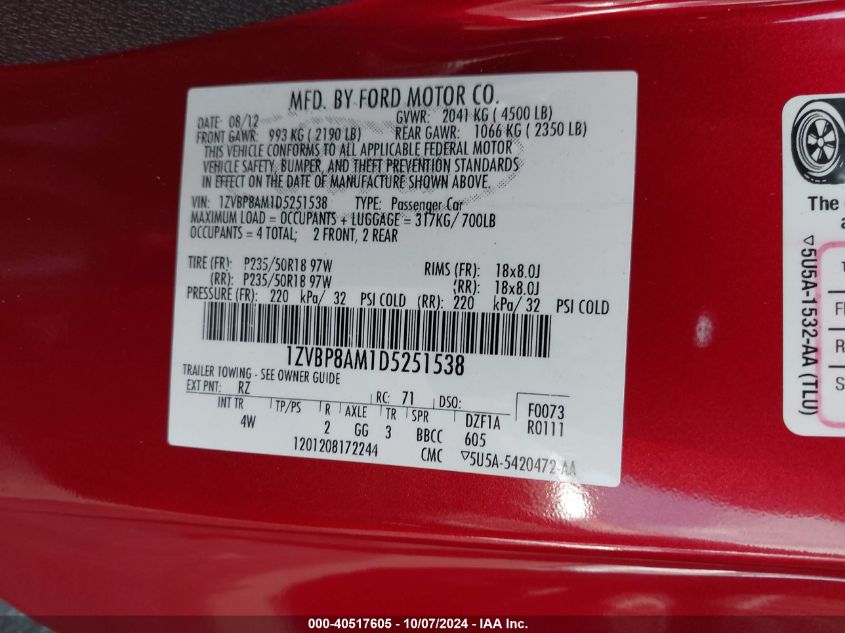 MFD. BY FORD MOTOR CO.
DATE: 08/12 GVWR: 2041 KG ( 4500 LB)
FRONT GAWR: 993 KG ( 2190 LB) REAR GAWR: 1066 KG ( 2350 LB)
THIS VEHICLE CONFORMS TO ALL APPLICABLE FEDERAL MOTOR
VEHICLE SAFETY, BUMPER, AND THEFT PREVENTION STANDARDS
IN EFFECT ON THE DATE OF MANUFACTURE SHOWN ABOVE.
VIN: 1ZVBP8AM1D5251538 TYPE: Passenger Car
MAXIMUM LOAD = OCCUPANTS + LUGGAGE = 317KG/ 700LB
OCCUPANTS = 4 TOTAL; 2 FRONT, 2 REAR
TIRE (FR): P235/50R18 97W RIMS (FR): 18x8.0J
(RR): P235/50R18 97W (RR): 18x8.0J
PRESSURE (FR): 220 kPa/ 32 PSI COLD (RR): 220 kPa/ 32 PSI COLD
1ZVBP8AM1D5251538
TRAILER TOWING - SEE OWNER GUIDE
EXT PNT: RZ RC: 71 DSO: F0073
INT TR TP/PS R AXLE TR SPR DZF1A R0111
4W 2 GG 3 BBCC 605
1201208172244 CMC ▽5U5A-5420472-AA
The
a
▽5U5A-1532-AA (TLU)
T
F
R
S
000-40517605 - 10/07/2024 - IAA Inc.